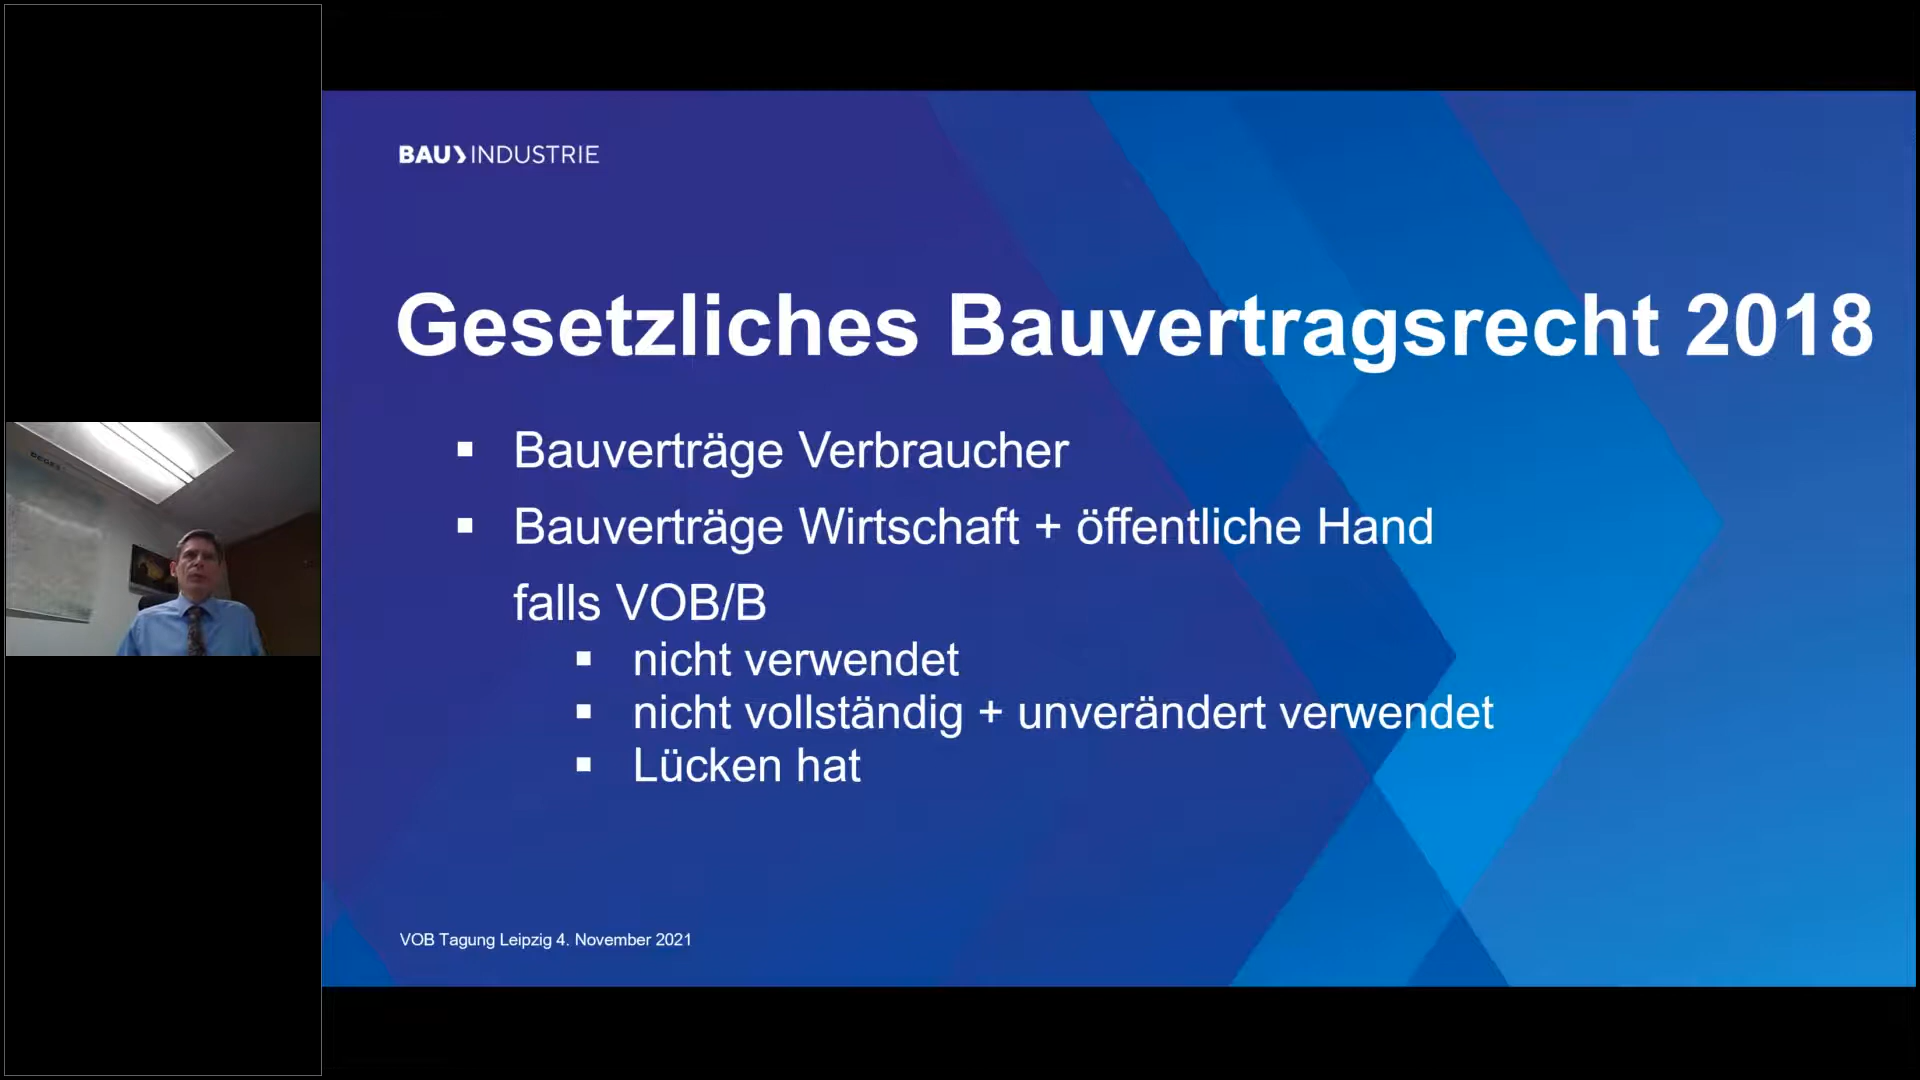 BAU INDUSTRIE
Gesetzliches Bauvertragsrecht 2018
▪ Bauverträge Verbraucher
▪ Bauverträge Wirtschaft + öffentliche Hand
falls VOB/B
▪ nicht verwendet
▪ nicht vollständig + unverändert verwendet
▪ Lücken hat
VOB Tagung Leipzig 4. November 2021